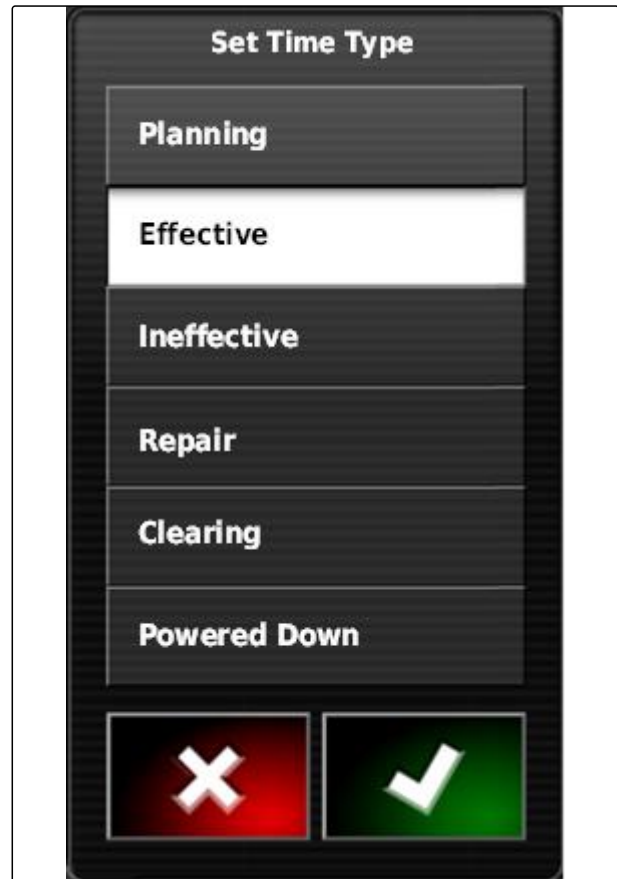 Set Time Type
Planning
Effective
Ineffective
Repair
Clearing
Powered Down